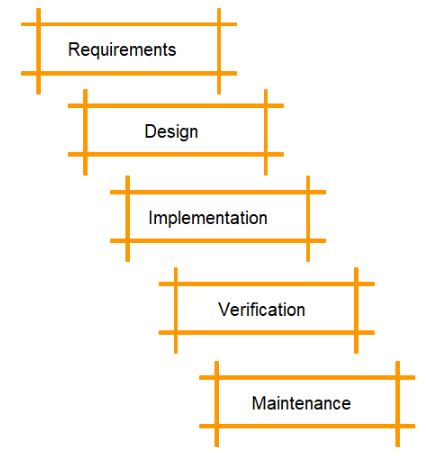 Requirements
Design
Implementation
Verification
Maintenance